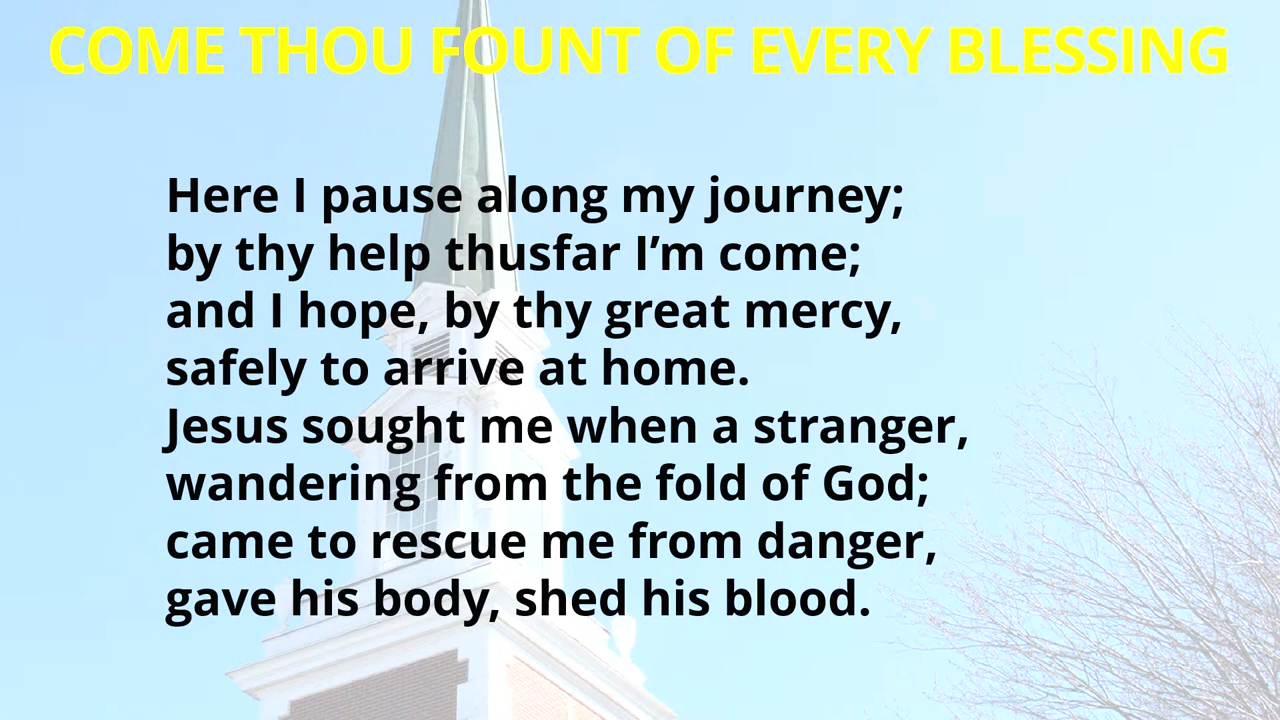 COME THOU FOUNT OF EVERY BLESSING
Here I pause along my journey;
by thy help thusfar I’m come;
and I hope, by thy great mercy,
safely to arrive at home.
Jesus sought me when a stranger,
wandering from the fold of God;
came to rescue me from danger,
gave his body, shed his blood.